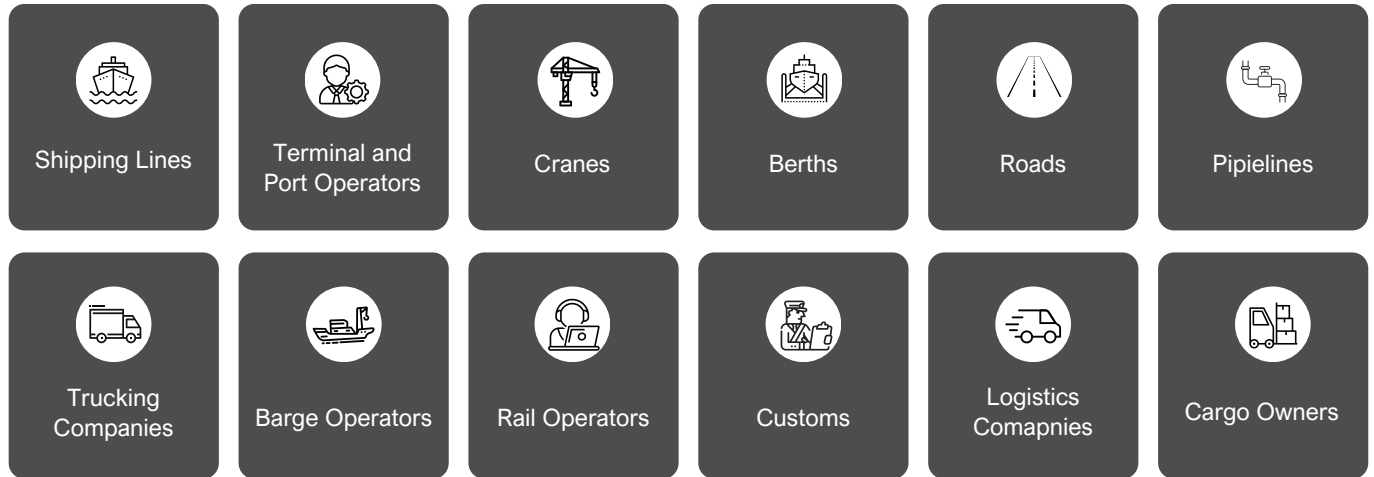 Shipping Lines
Terminal and
Port Operators
Cranes
Berths
Roads
Pipielines
Trucking
Companies
Barge Operators
Rail Operators
Customs
Logistics
Comapnies
Cargo Owners